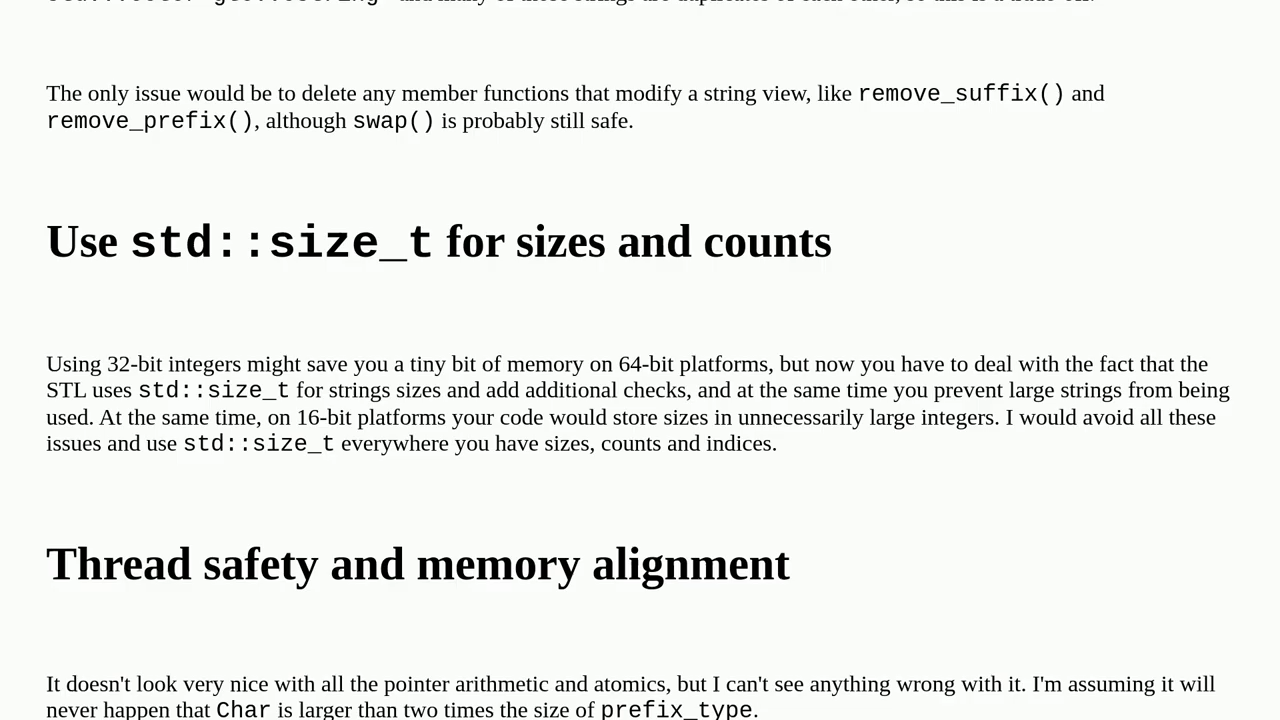 The only issue would be to delete any member functions that modify a string view, like remove_suffix() and
remove_prefix(), although swap() is probably still safe.
Use std::size_t for sizes and counts
Using 32-bit integers might save you a tiny bit of memory on 64-bit platforms, but now you have to deal with the fact that the
STL uses std::size_t for strings sizes and add additional checks, and at the same time you prevent large strings from being
used. At the same time, on 16-bit platforms your code would store sizes in unnecessarily large integers. I would avoid all these
issues and use std::size_t everywhere you have sizes, counts and indices.
Thread safety and memory alignment
It doesn't look very nice with all the pointer arithmetic and atomics, but I can't see anything wrong with it. I'm assuming it will
never happen that Char is larger than two times the size of prefix_type.